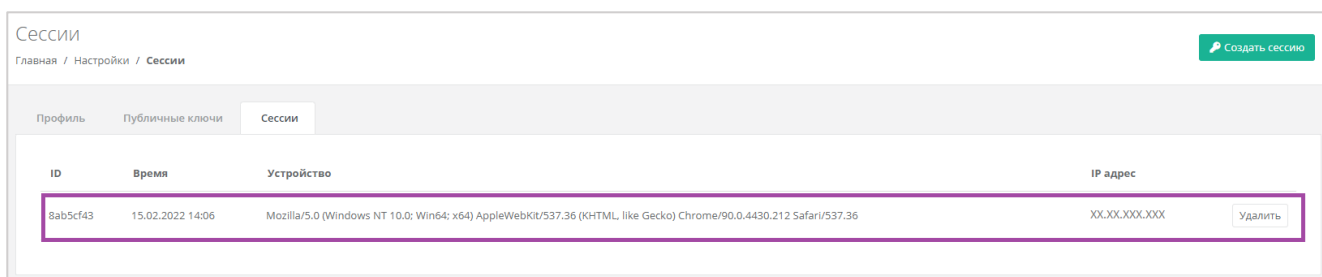 Сессии
Создать сессию
Главная / Настройки / Сессии
Профиль Публичные ключи Сессии
ID Время Устройство IP адрес
8ab5cf43 15.02.2022 14:06 Mozilla/5.0 (Windows NT 10.0; Win64; x64) AppleWebKit/537.36 (KHTML, like Gecko) Chrome/90.0.4430.212 Safari/537.36 XX.XX.XXX.XXX Удалить